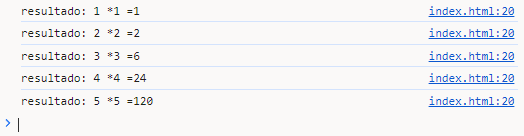 resultado: 1 *1 =1 index.html:20
resultado: 2 *2 =2 index.html:20
resultado: 3 *3 =6 index.html:20
resultado: 4 *4 =24 index.html:20
resultado: 5 *5 =120 index.html:20
>